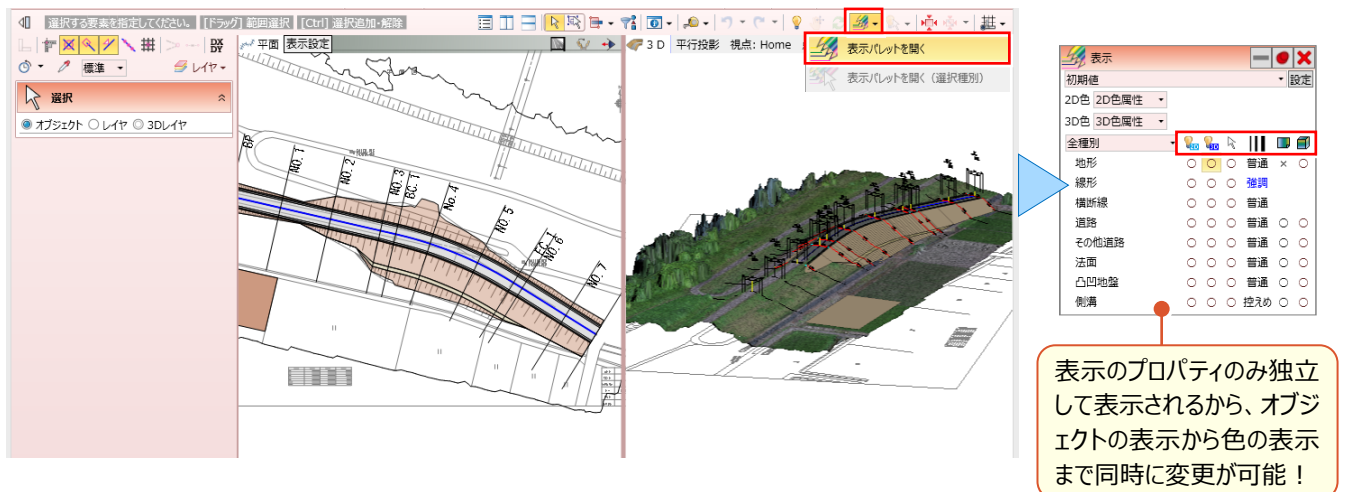 選択する要素を指定してください。 [ドラッグ] 範囲選択 [Ctrl] 選択追加・解除
標準
レイヤ
選択
オブジェクト レイヤ 3Dレイヤ
平面 表示設定
BP
NO. 1
NO. 2
NO. 3
BC. 1
No. 4
NO. 5
EC. 1
NO. 6
NO. 7
3D 平行投影 視点: Home
表示パレットを開く
表示パレットを開く (選択種別)
表示
初期値 設定
2D色 2D色属性
3D色 3D色属性
全種別 2D 3D
地形 ○ ○ ○ 普通 × ○
線形 ○ ○ ○ 強調
横断線 ○ ○ ○ 普通
道路 ○ ○ ○ 普通 ○ ○
その他道路 ○ ○ ○ 普通 ○ ○
法面 ○ ○ ○ 普通 ○ ○
凸凹地盤 ○ ○ ○ 普通 ○ ○
側溝 ○ ○ ○ 控えめ ○ ○
表示のプロパティのみ独立
して表示されるから、オブジ
ェクトの表示から色の表示
まで同時に変更が可能！